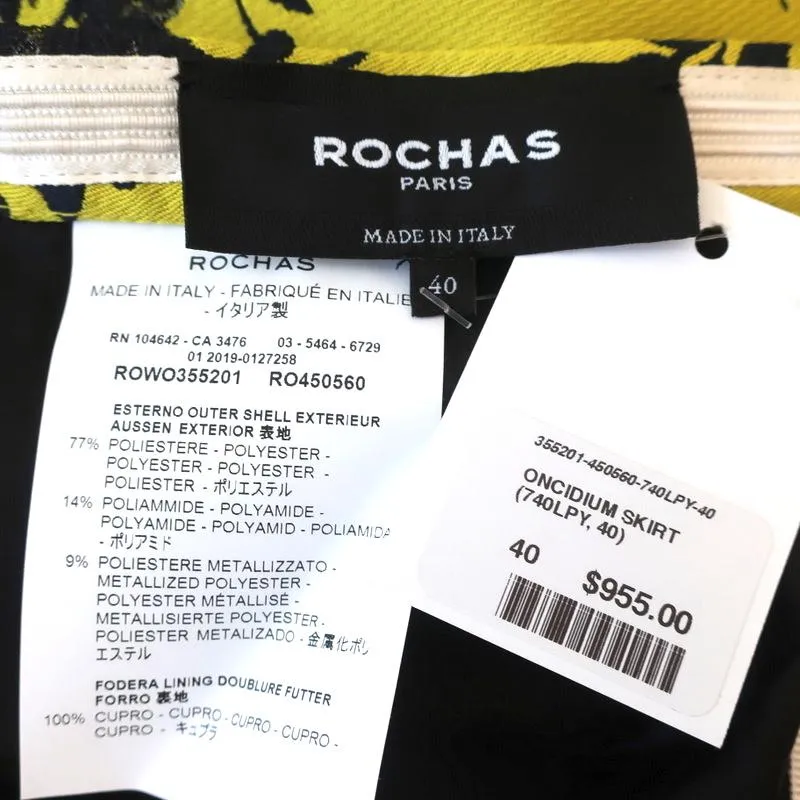 ROCHAS
PARIS
MADE IN ITALY
40
ROCHAS
MADE IN ITALY - FABRIQUÉ EN ITALIE
- イタリア製
RN 104642 - CA 3476 03 - 5464 - 6729
01 2019-0127258
ROWO355201 RO450560
ESTERNO OUTER SHELL EXTERIEUR
AUSSEN EXTERIOR 表地
77% POLIESTERE - POLYESTER -
POLYESTER - POLYESTER -
POLIESTER - ポリエステル
14% POLIAMMIDE - POLYAMIDE -
POLYAMIDE - POLYAMID - POLIAMIDA
- ポリアミド
9% POLIESTERE METALLIZZATO -
METALLIZED POLYESTER -
POLYESTER MÉTALLISÉ -
METALLISIERTE POLYESTER -
POLIESTER METALIZADO - 金属化ポリ
エステル
FODERA LINING DOUBLURE FUTTER
FORRO 裏地
100% CUPRO - CUPRO - CUPRO - CUPRO -
CUPRO - キュプラ
355201-450560-740LPY-40
ONCIDIUM SKIRT
(740LPY, 40)
40 $955.00